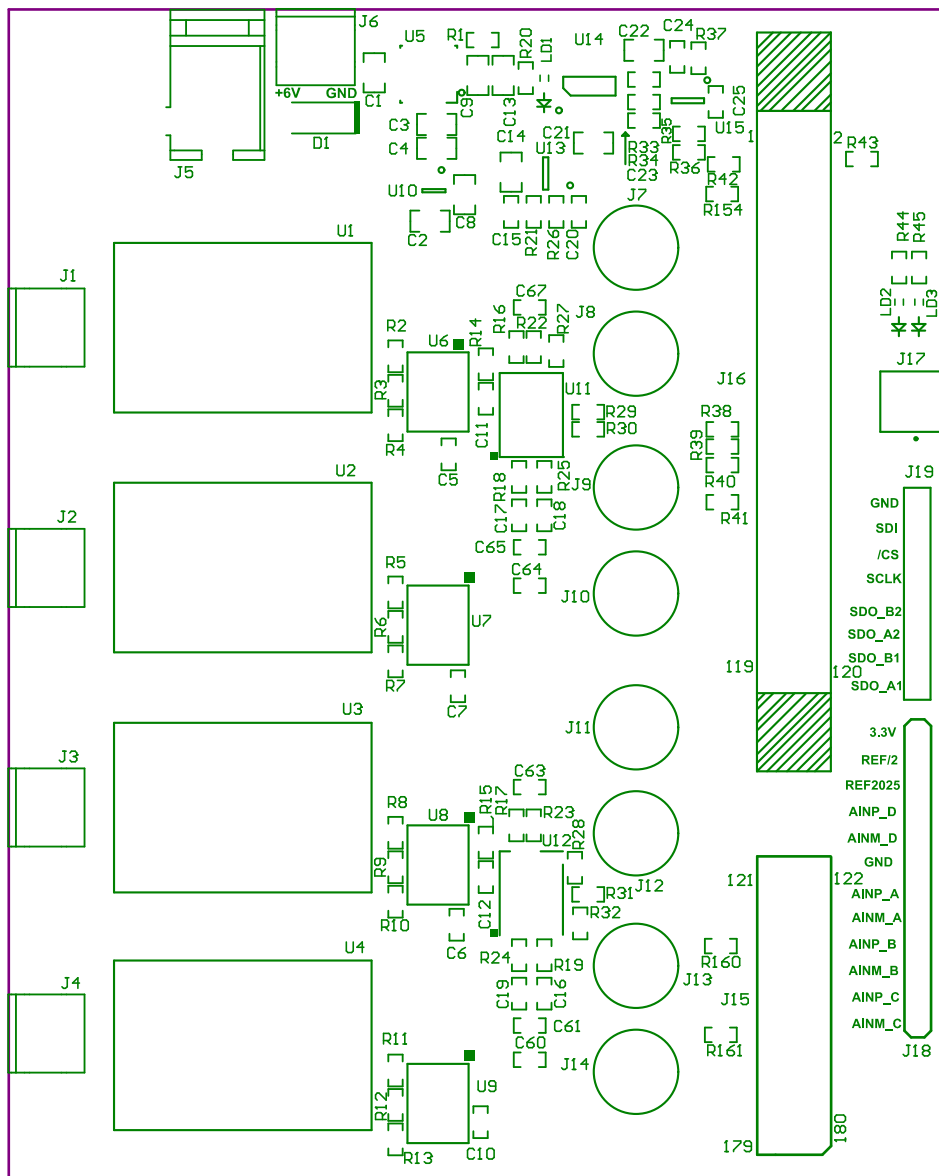 J6
U5
R1
R20
LD1
U14
C22
C24
R37
+6V
GND
C1
C9
C13
C25
D1
C3
C4
C14
C21
U13
R33
R34
C23
R35
R36
U15
1
2
R43
J5
U10
R42
J7
R154
C8
C2
C15
R21
R26
C20
R44
R45
U1
J1
C67
R16
R22
R27
J8
LD2
LD3
R2
U6
R14
J17
R3
U11
J16
R29
R30
R38
R39
R4
C11
C5
U2
R18
R25
J9
R40
J19
GND
J2
C17
C18
R41
SDI
C65
/CS
R5
C64
SCLK
J10
R6
U7
SDO_B2
SDO_A2
SDO_B1
119
120
R7
SDO_A1
C7
U3
J11
3.3V
J3
REF/2
C63
REF2025
R8
U8
R15
R17
R23
AINP_D
U12
R28
AINM_D
R9
GND
121
122
J12
R31
AINP_A
R10
C12
R32
AINM_A
U4
C6
R24
R19
R160
AINP_B
J4
J13
AINM_B
C19
C16
J15
AINP_C
C61
AINM_C
R11
C60
R161
J18
J14
R12
U9
179
180
R13
C10